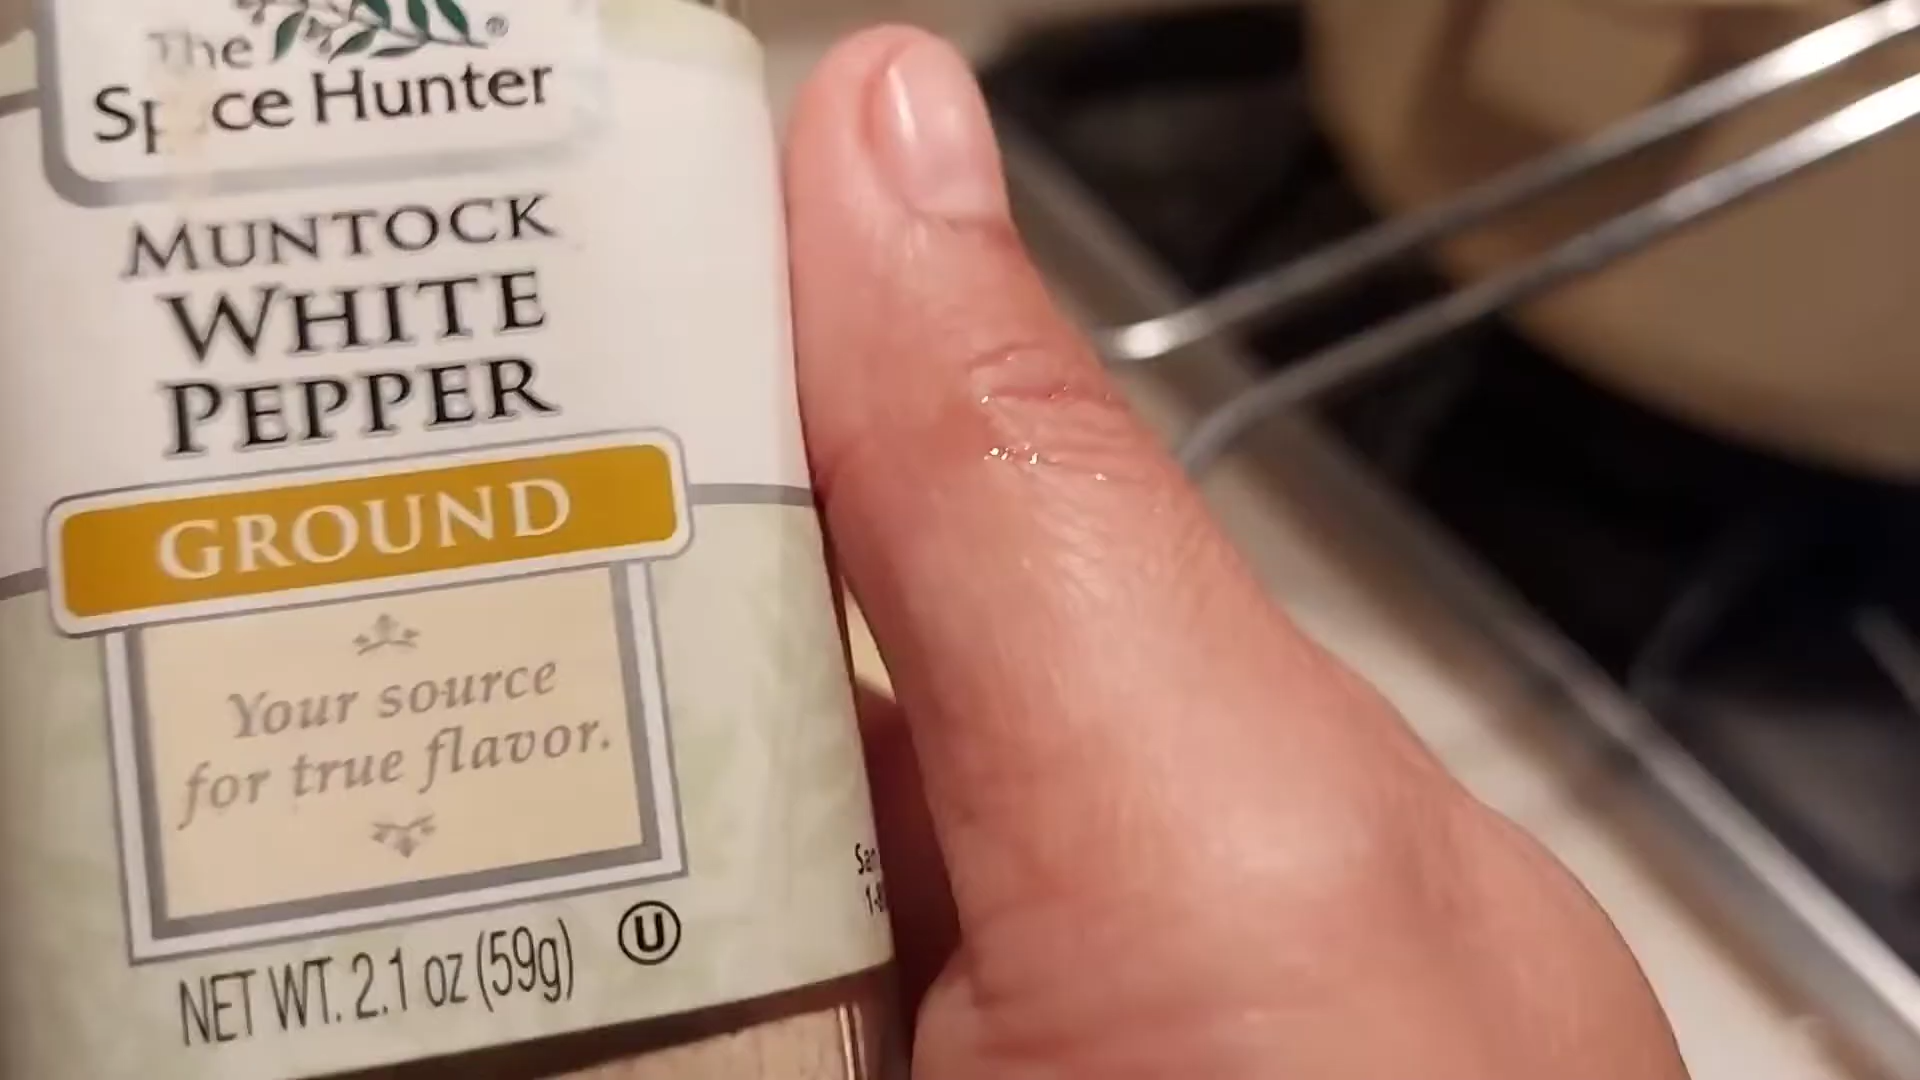 The
Spice Hunter
®
MUNTOCK
WHITE
PEPPER
GROUND
Your source
for true flavor.
NET WT. 2.1 oz (59g)
U